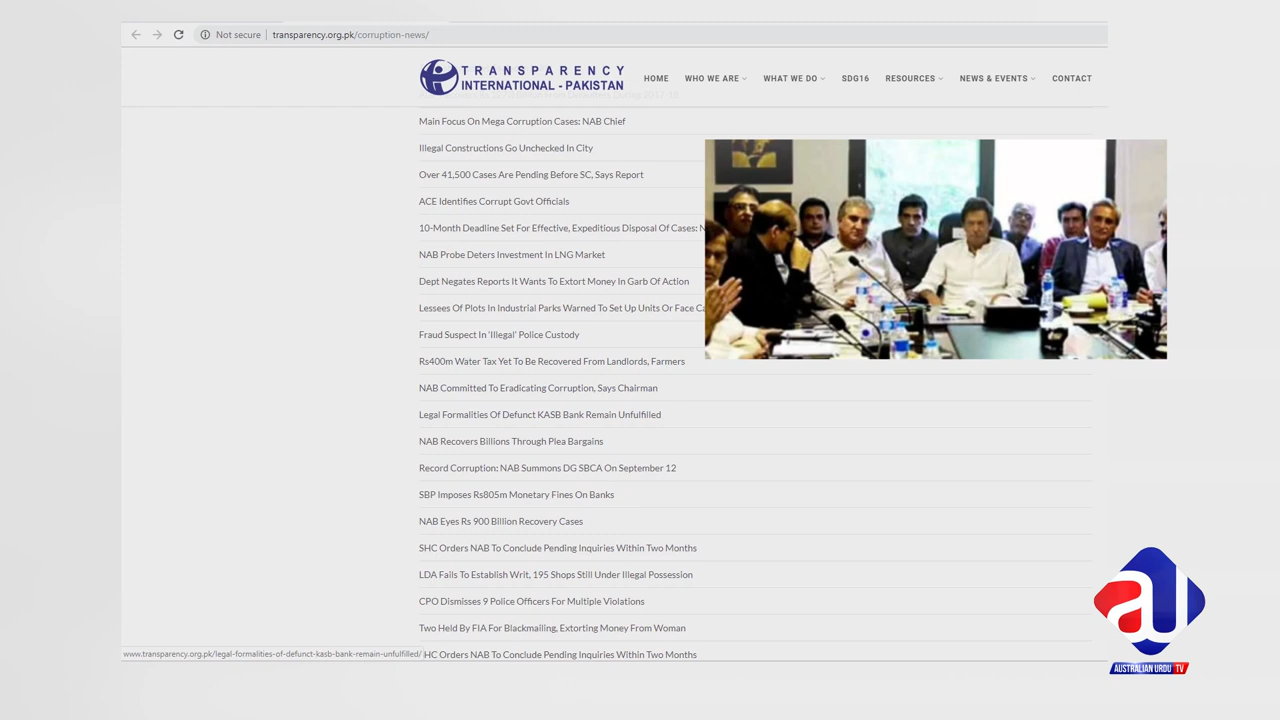 Not secure
transparency.org.pk/corruption-news/
TRANSPARENCY
INTERNATIONAL - PAKISTAN
HOME
WHO WE ARE
WHAT WE DO
SDG16
RESOURCES
NEWS & EVENTS
CONTACT
Main Focus On Mega Corruption Cases: NAB Chief
Illegal Constructions Go Unchecked In City
Over 41,500 Cases Are Pending Before SC, Says Report
ACE Identifies Corrupt Govt Officials
10-Month Deadline Set For Effective, Expeditious Disposal Of Cases:
NAB Probe Deters Investment In LNG Market
Dept Negates Reports It Wants To Extort Money In Garb Of Action
Lessees Of Plots In Industrial Parks Warned To Set Up Units Or Face
Fraud Suspect In 'Illegal' Police Custody
Rs400m Water Tax Yet To Be Recovered From Landlords, Farmers
NAB Committed To Eradicating Corruption, Says Chairman
Legal Formalities Of Defunct KASB Bank Remain Unfulfilled
NAB Recovers Billions Through Plea Bargains
Record Corruption: NAB Summons DG SBCA On September 12
SBP Imposes Rs805m Monetary Fines On Banks
NAB Eyes Rs 900 Billion Recovery Cases
SHC Orders NAB To Conclude Pending Inquiries Within Two Months
LDA Fails To Establish Writ, 195 Shops Still Under Illegal Possession
CPO Dismisses 9 Police Officers For Multiple Violations
Two Held By FIA For Blackmailing, Extorting Money From Woman
HC Orders NAB To Conclude Pending Inquiries Within Two Months
www.transparency.org.pk/legal-formalities-of-defunct-kasb-bank-remain-unfulfilled/
au
AUSTRALIAN URDU TV